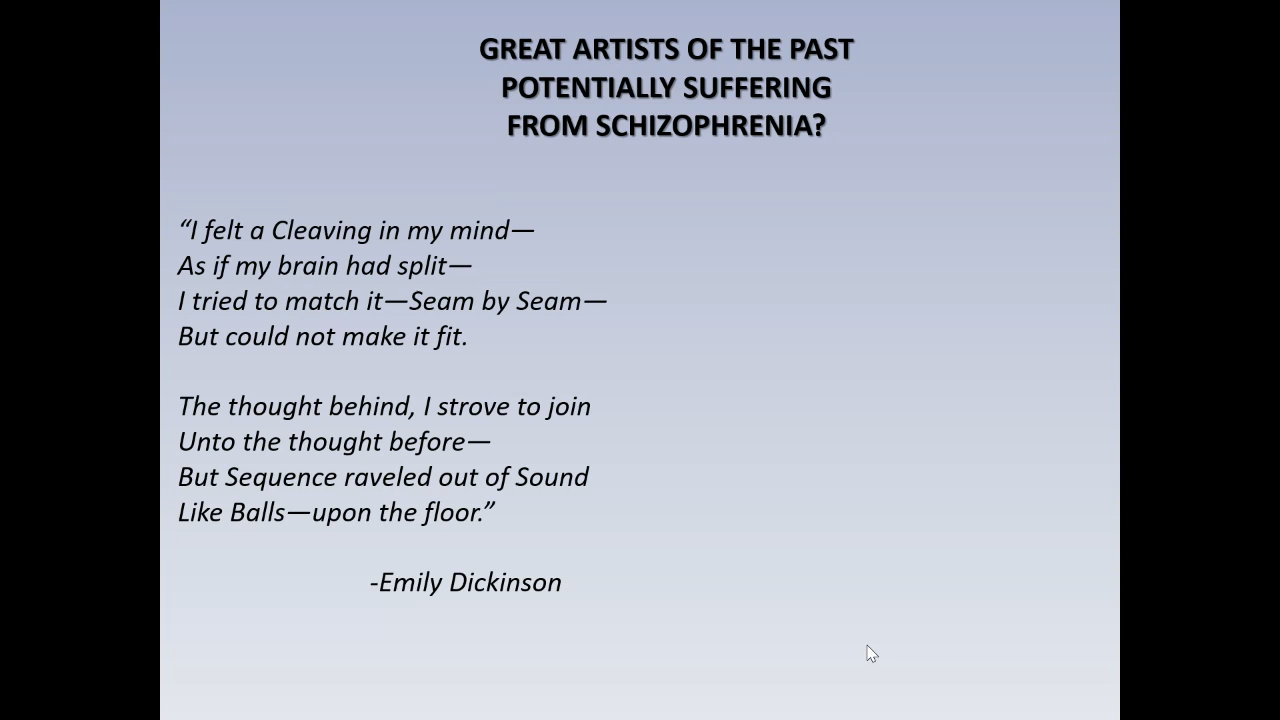 GREAT ARTISTS OF THE PAST
POTENTIALLY SUFFERING
FROM SCHIZOPHRENIA?
“I felt a Cleaving in my mind—
As if my brain had split—
I tried to match it—Seam by Seam—
But could not make it fit.
The thought behind, I strove to join
Unto the thought before—
But Sequence raveled out of Sound
Like Balls—upon the floor.”
-Emily Dickinson